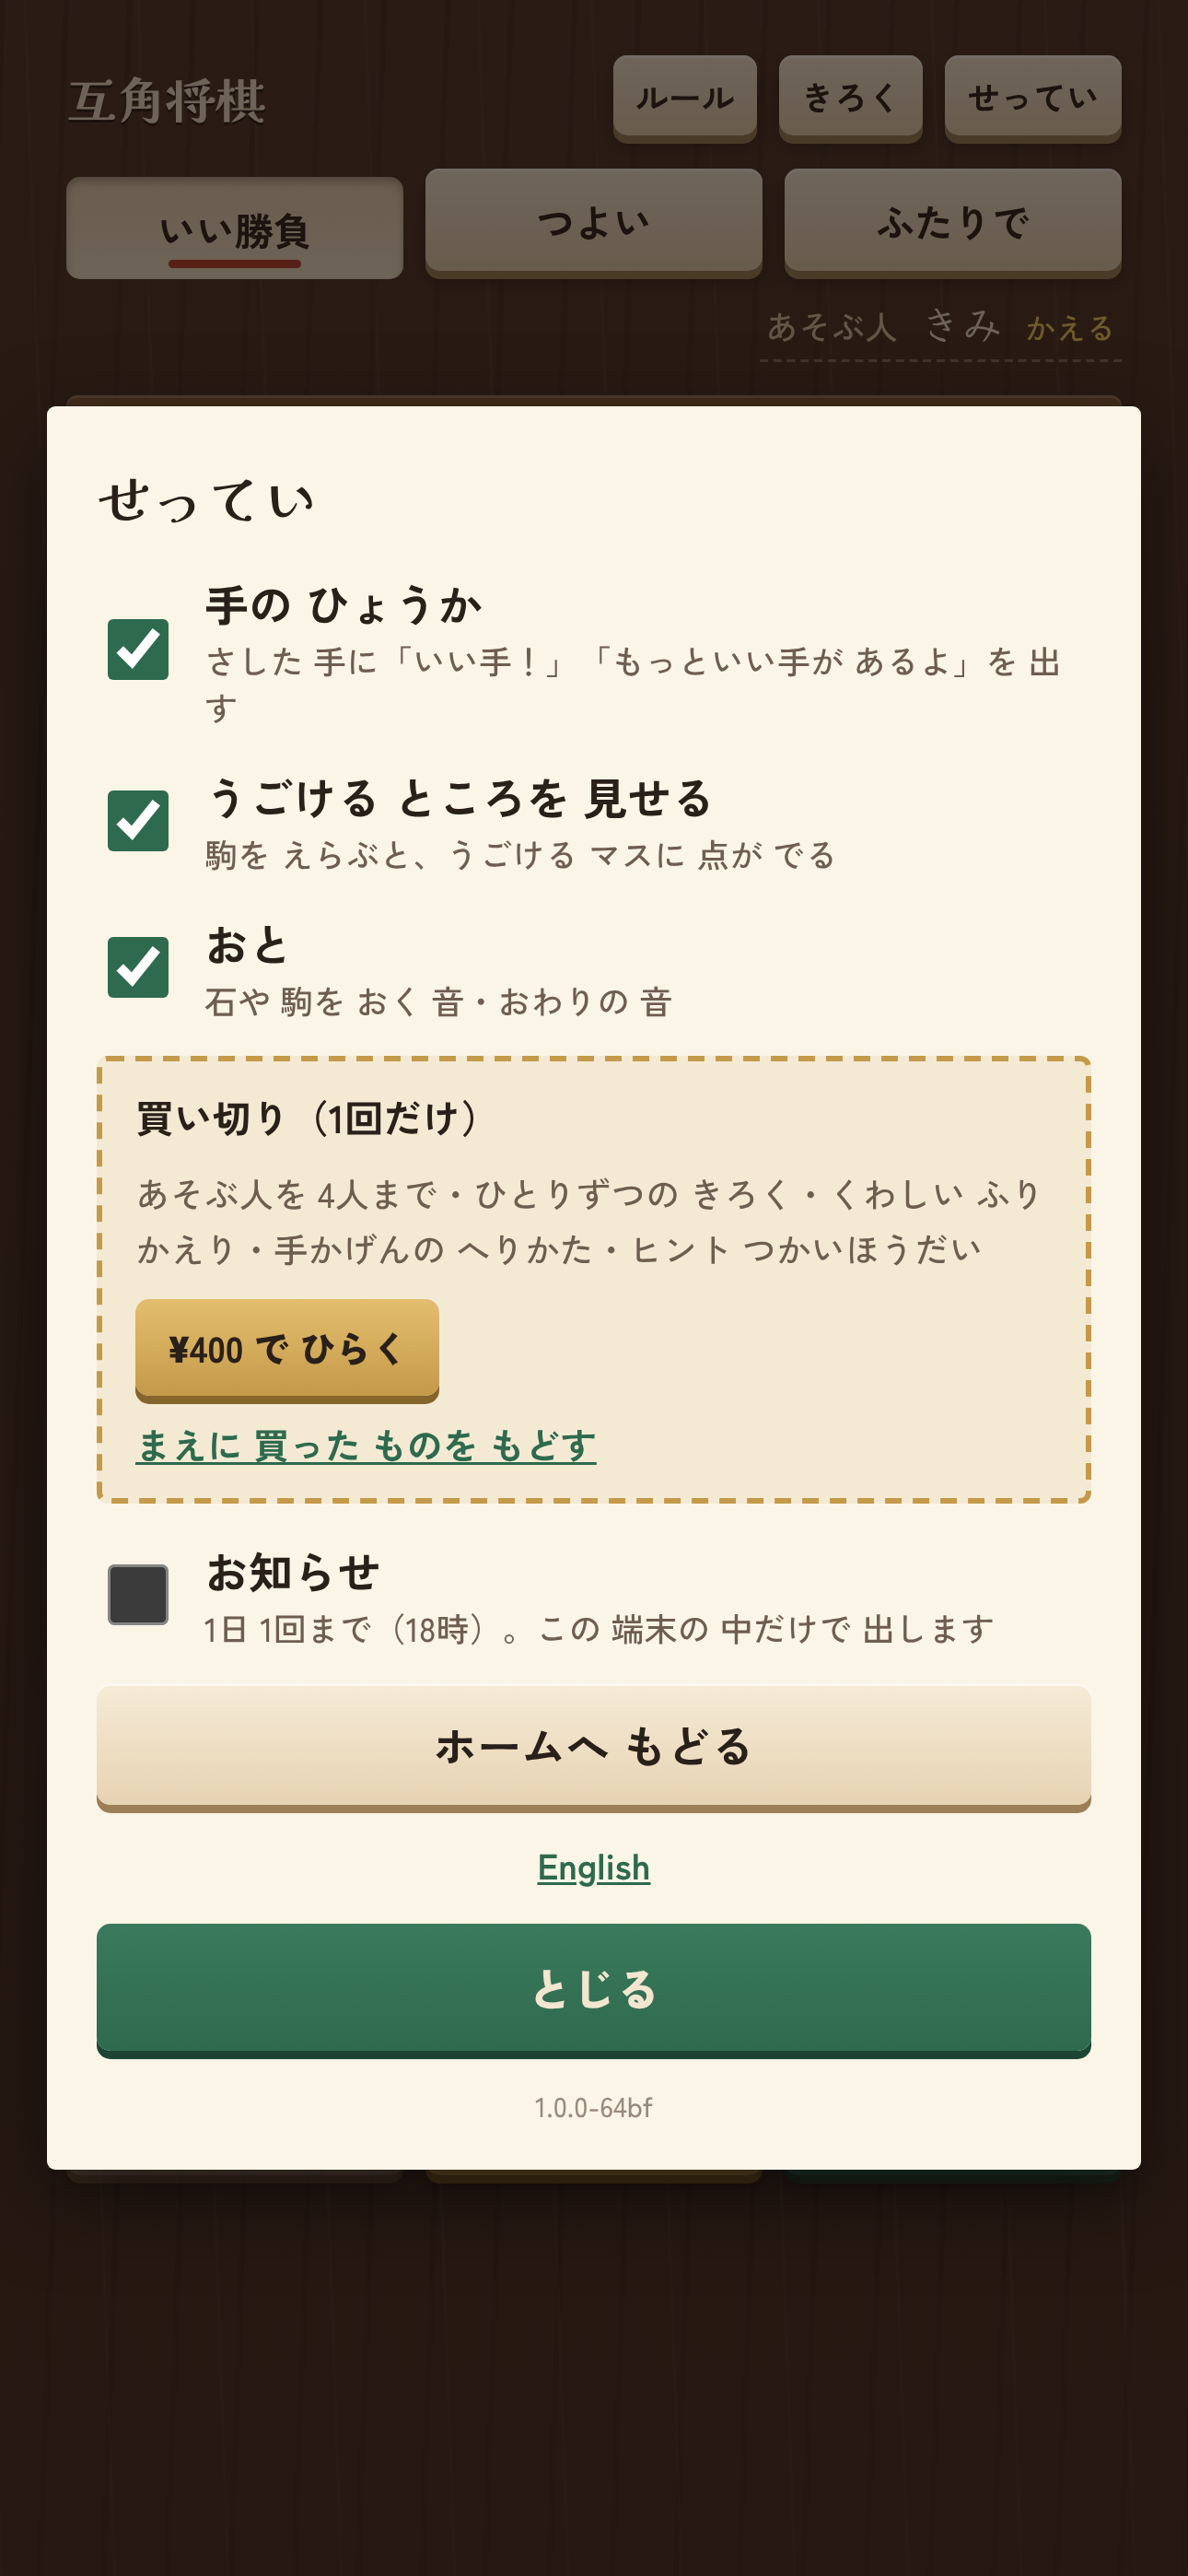 互角将棋
ルール
きろく
せってい
いい勝負
つよい
ふたりで
あそぶ人 きみ かえる
せってい
手の ひょうか
さした 手に「いい手！」「もっといい手が あるよ」を 出
す
うごける ところを 見せる
駒を えらぶと、うごける マスに 点が でる
おと
石や 駒を おく 音・おわりの 音
買い切り（1回だけ）
あそぶ人を 4人まで・ひとりずつの きろく・くわしい ふり
かえり・手かげんの へりかた・ヒント つかいほうだい
¥400 で ひらく
まえに 買った ものを もどす
お知らせ
1日 1回まで（18時）。この 端末の 中だけで 出します
ホームへ もどる
English
とじる
1.0.0-64bf